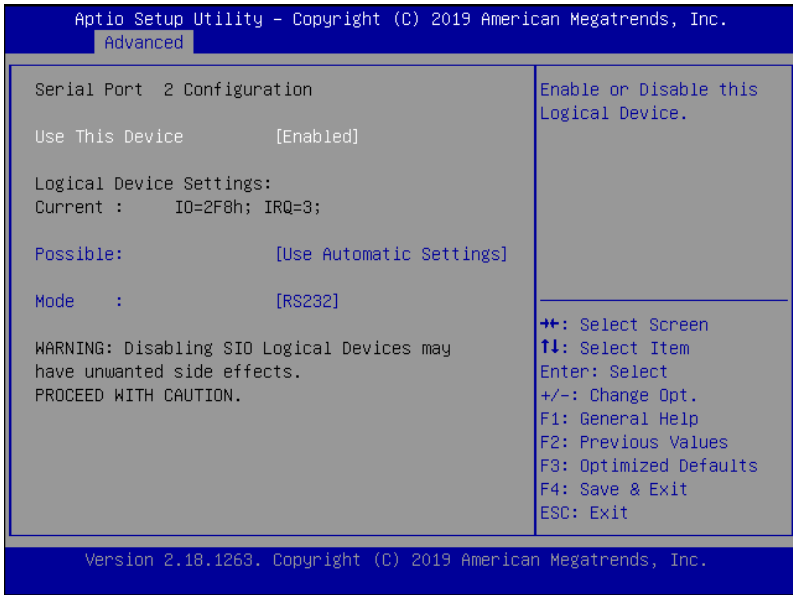 Aptio Setup Utility – Copyright (C) 2019 American Megatrends, Inc.
Advanced
Serial Port  2 Configuration
Use This Device [Enabled]
Logical Device Settings:
Current : IO=2F8h; IRQ=3;
Possible: [Use Automatic Settings]
Mode : [RS232]
WARNING: Disabling SIO Logical Devices may
have unwanted side effects.
PROCEED WITH CAUTION.
Enable or Disable this
Logical Device.
→←: Select Screen
↑↓: Select Item
Enter: Select
+/-: Change Opt.
F1: General Help
F2: Previous Values
F3: Optimized Defaults
F4: Save & Exit
ESC: Exit
Version 2.18.1263. Copyright (C) 2019 American Megatrends, Inc.